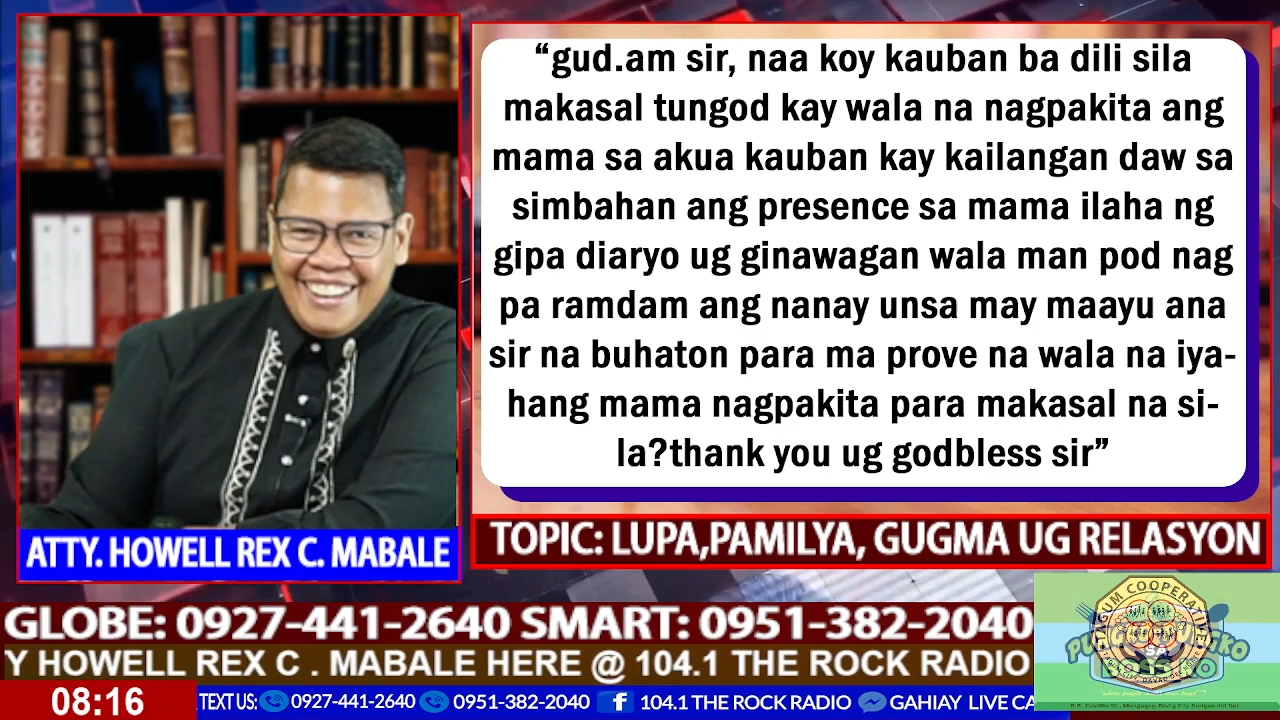 “gud.am sir, naa koy kauban ba dili sila
makasal tungod kay wala na nagpakita ang
mama sa akua kauban kay kailangan daw sa
simbahan ang presence sa mama ilaha ng
gipa diaryo ug ginawagan wala man pod nag
pa ramdam ang nanay unsa may maayu ana
sir na buhaton para ma prove na wala na iya-
hang mama nagpakita para makasal na si-
la?thank you ug godbless sir”
ATTY. HOWELL REX C. MABALE
TOPIC: LUPA,PAMILYA, GUGMA UG RELASYON
GLOBE: 0927-441-2640 SMART: 0951-382-2040
Y HOWELL REX C . MABALE HERE @ 104.1 THE ROCK RADIO
08:16
TEXT US: 0927-441-2640 0951-382-2040 104.1 THE ROCK RADIO GAHIAY LIVE CA